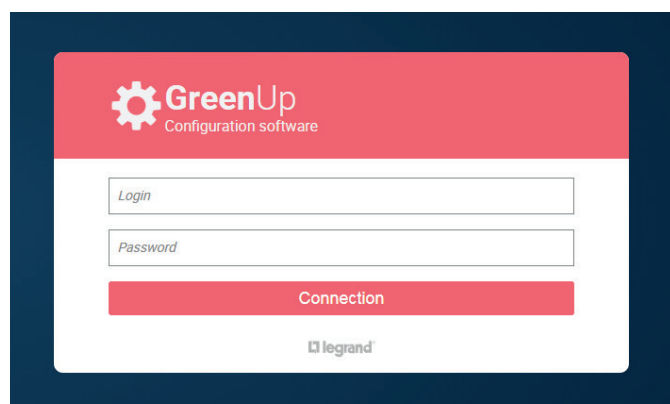 GreenUp
Configuration software
Login
Password
Connection
legrand